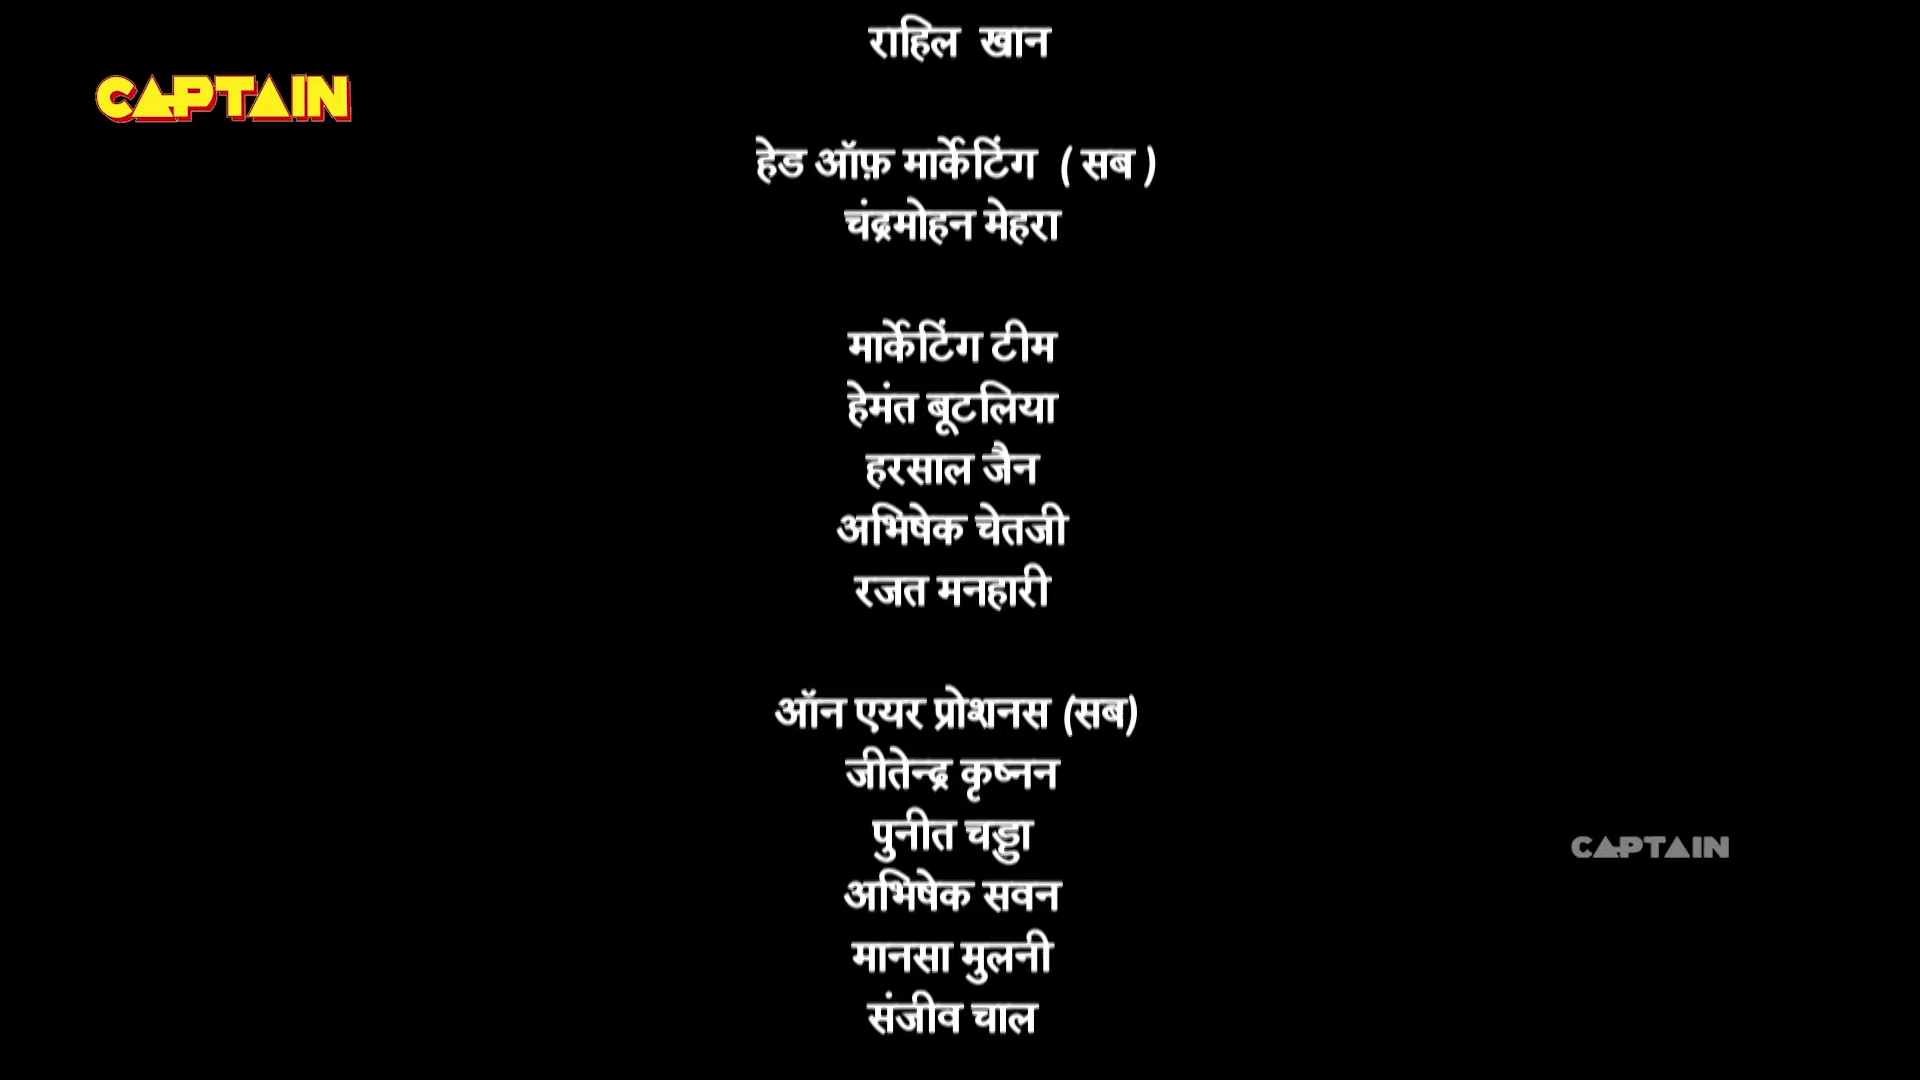 राहिल खान
CAPTAIN
हेड ऑफ़ मार्केटिंग ( सब )
चंद्रमोहन मेहरा
मार्केटिंग टीम
हेमंत बूटलिया
हरसाल जैन
अभिषेक चेतजी
रजत मनहारी
ऑन एयर प्रोशनस (सब)
जीतेन्द्र कृष्नन
पुनीत चड्डा
CAPTAIN
अभिषेक सवन
मानसा मुलनी
संजीव चाल